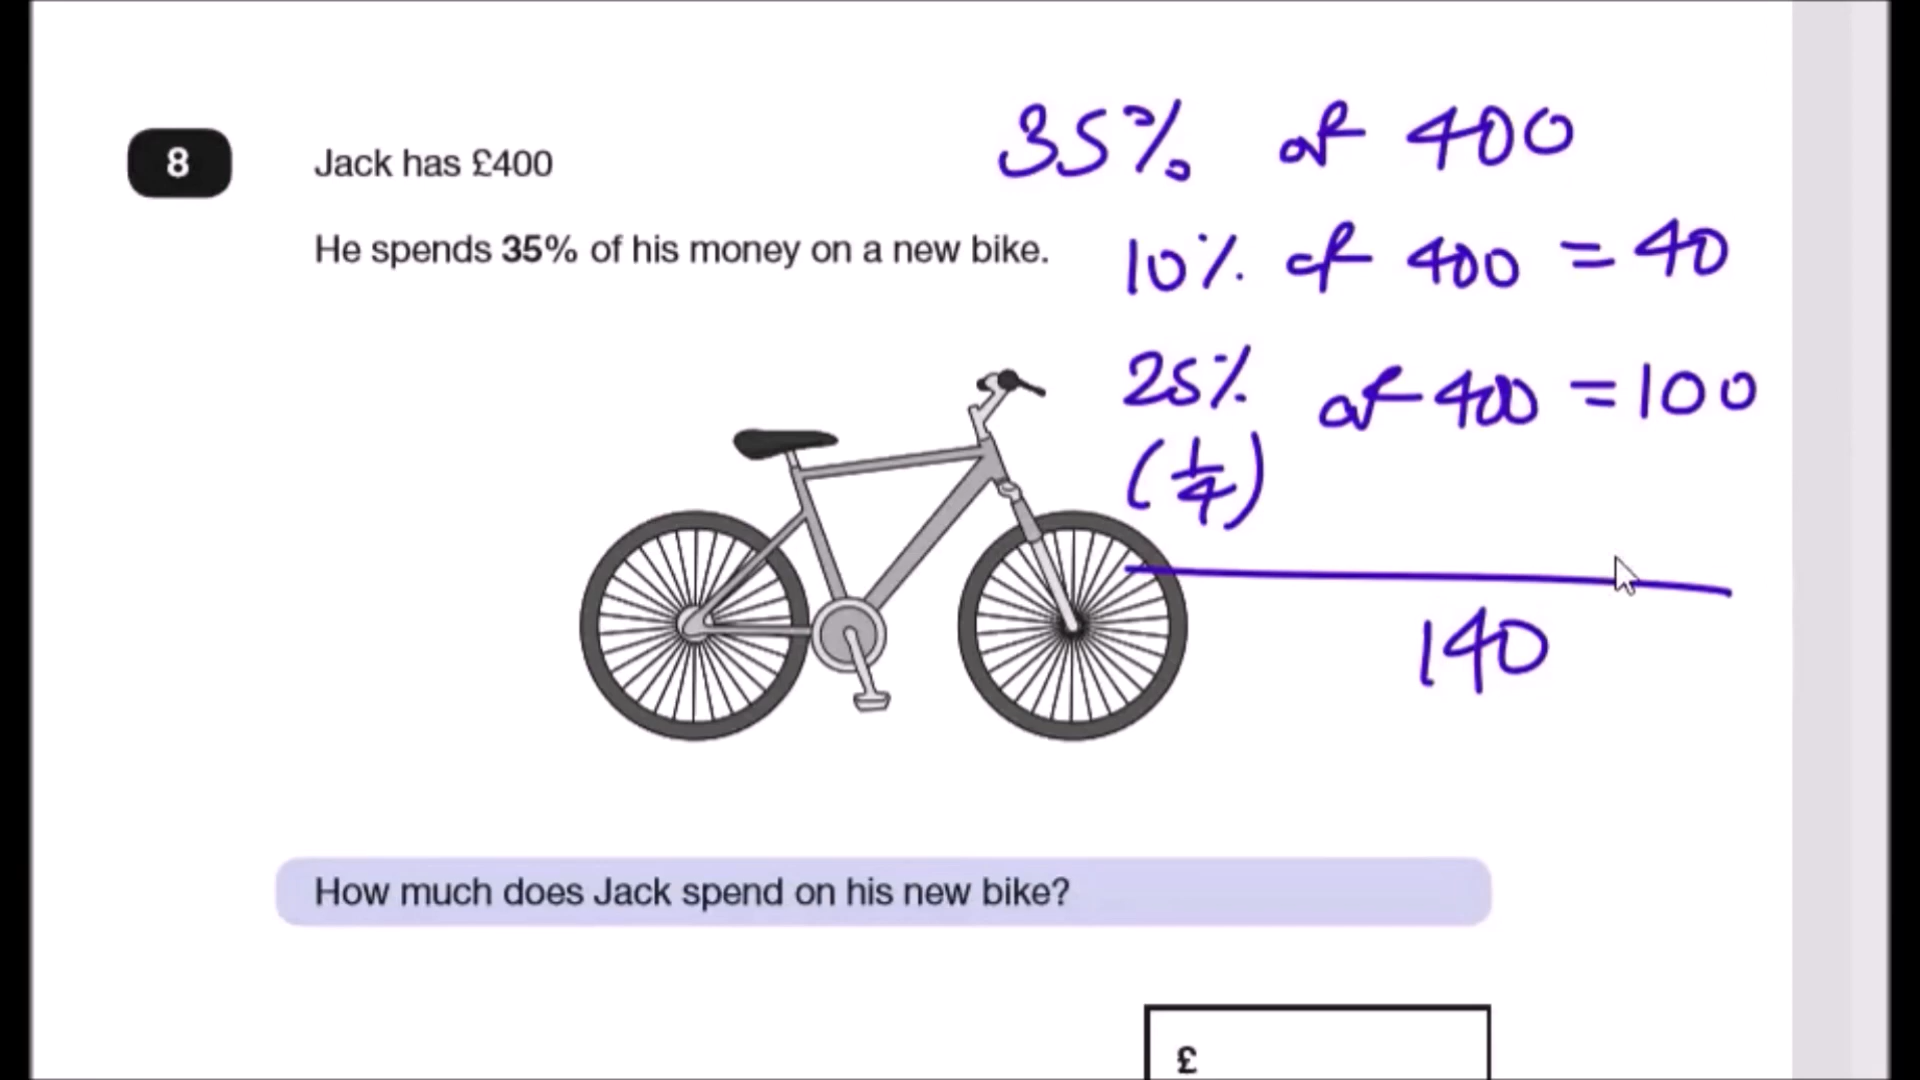 8
Jack has £400
35% of 400
He spends 35% of his money on a new bike.
10% of 400 = 40
25% of 400 = 100
(1/4)
140
How much does Jack spend on his new bike?
£